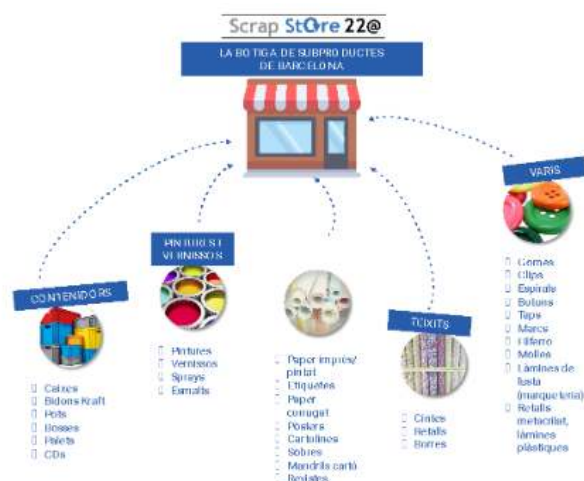 Scrap Store 22@
LA BOTIGA DE SUBPRODUCTES
DE BARCELONA
VARIS
Gomes
Clips
Espirals
Botons
Taps
Marcs
Filferro
Molles
Làmines de
fusta
(marqueteria)
Retalls
metacrilat,
làmines
plàstiques
PINTURES I
VERNISSOS
Pintures
Vernissos
Sprays
Esmalts
CONTENIDORS
Caixes
Bidons Kraft
Pots
Bosses
Palets
CDs
Paper imprès/
pintat
Etiquetes
Paper
corrugat
Pòsters
Cartolines
Sobres
Mandrils cartó
Revistes
TEIXITS
Cintes
Retalls
Borres